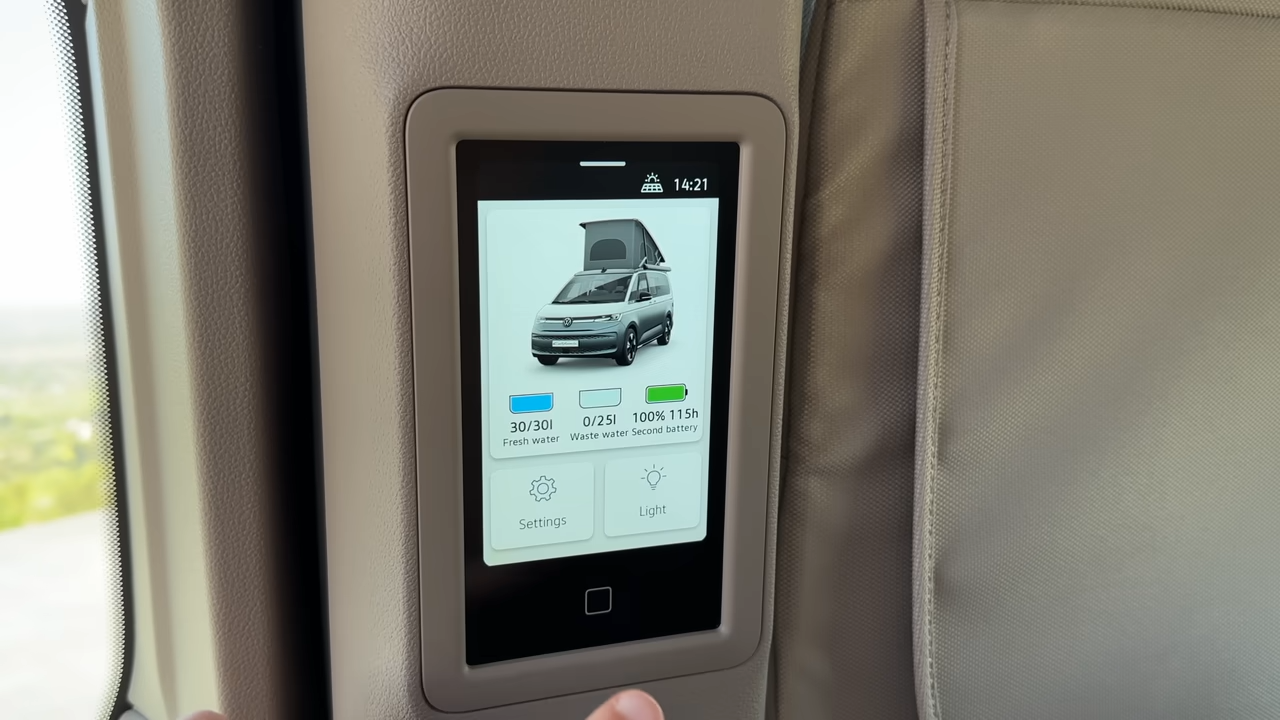 14:21
30/30l
Fresh water
0/25l
Waste water
100% 115h
Second battery
Settings
Light